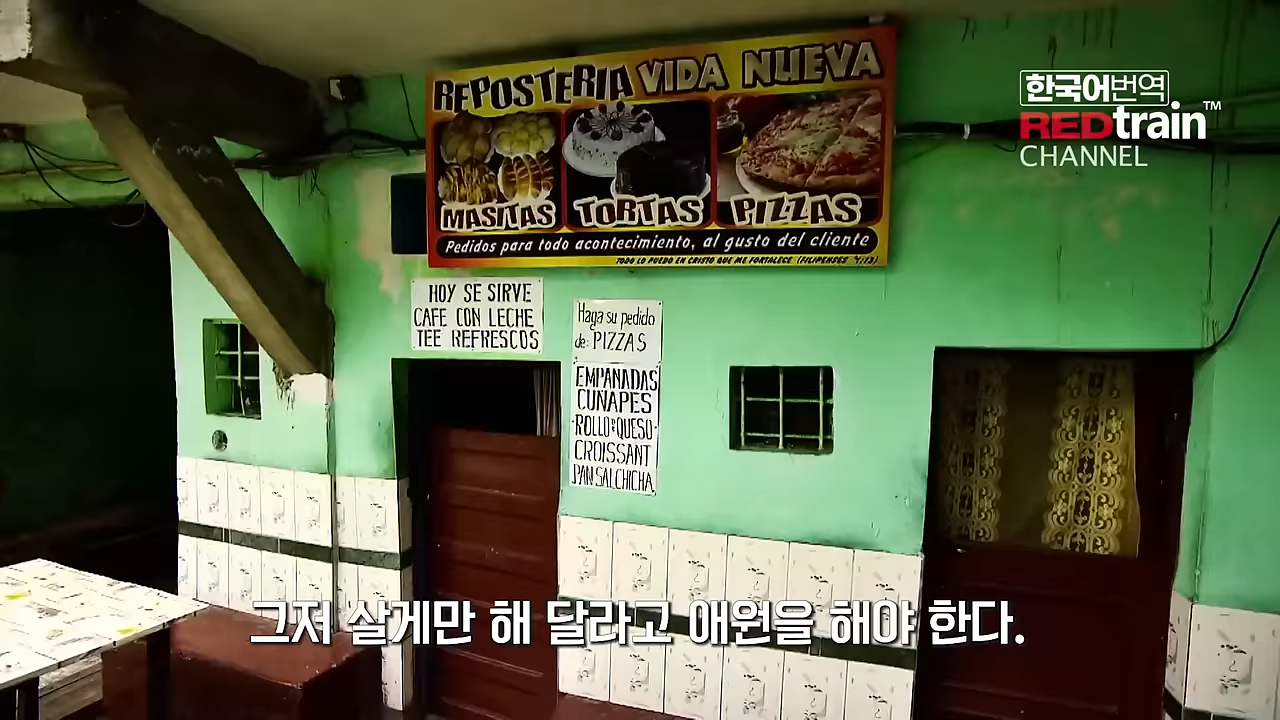 REPOSTERIA VIDA NUEVA
MASITAS TORTAS PIZZAS
Pedidos para todo acontecimiento, al gusto del cliente
TODO LO PUEDO EN CRISTO QUE ME FORTALECE (FILIPENSES 4:13)
HOY SE SIRVE
CAFE CON LECHE
TEE REFRESCOS
Haga su pedido
de: PIZZAS
EMPANADAS
CUÑAPES
-ROLLO DE QUESO-
CROISSANT
PAN SALCHICHA
한국어번역
REDtrain™
CHANNEL
그저 살게만 해 달라고 애원을 해야 한다.